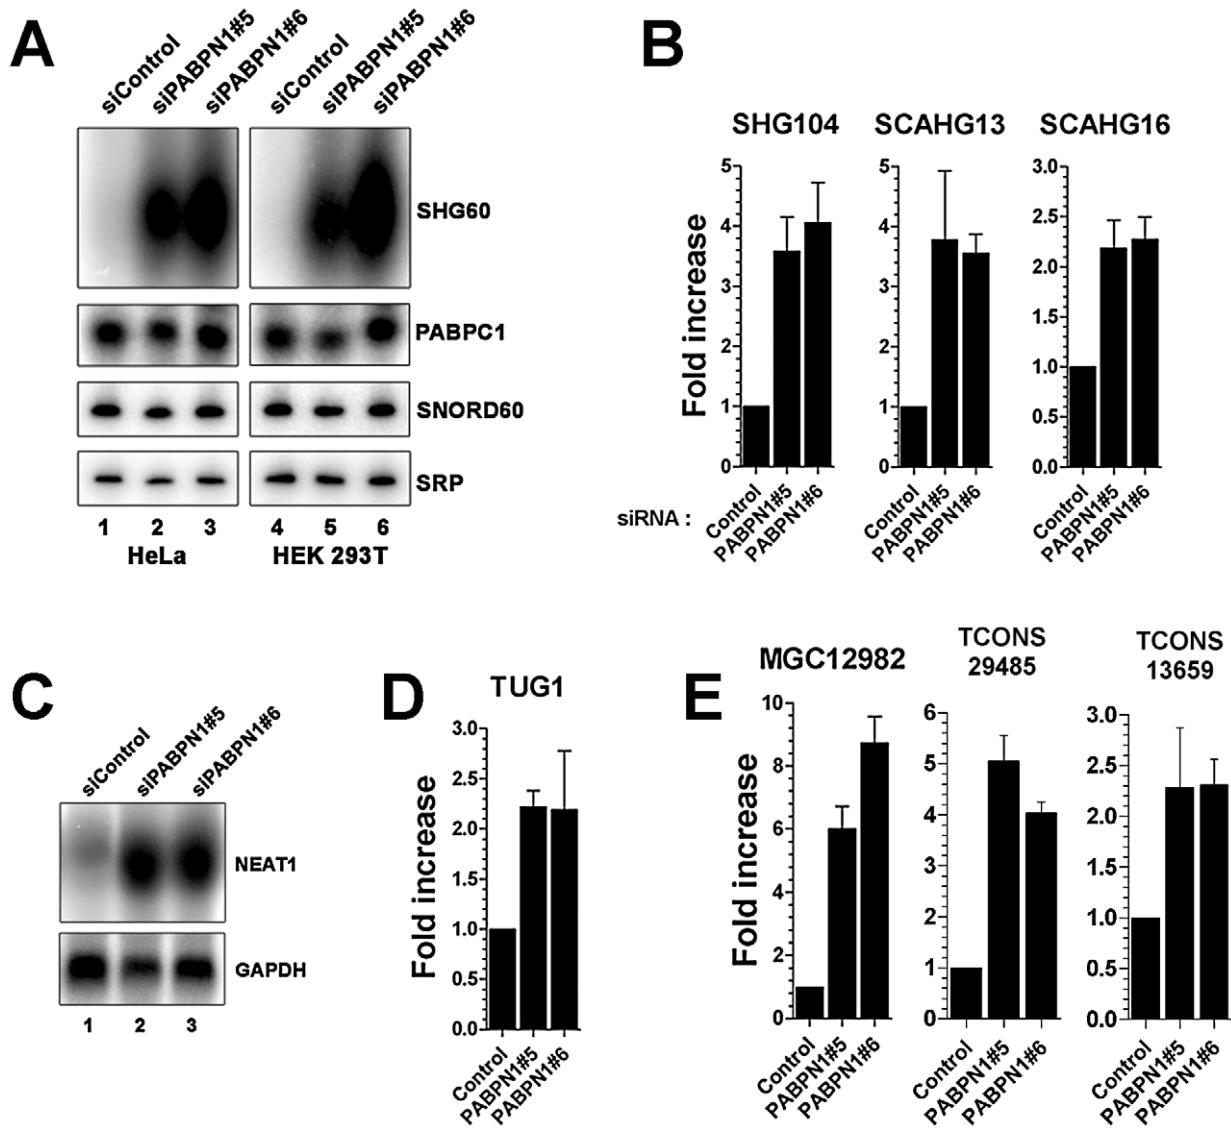 A
siControl
siPABPN1#5
siPABPN1#6
siControl
siPABPN1#5
siPABPN1#6
SHG60
PABPC1
SNORD60
SRP
1 2 3 4 5 6
HeLa HEK 293T
B
SHG104
Fold increase
5
4
3
2
1
0
siRNA :
Control
PABPN1#5
PABPN1#6
SCAHG13
5
4
3
2
1
0
Control
PABPN1#5
PABPN1#6
SCAHG16
3.0
2.5
2.0
1.5
1.0
0.5
0.0
Control
PABPN1#5
PABPN1#6
C
siControl
siPABPN1#5
siPABPN1#6
NEAT1
GAPDH
1 2 3
D
TUG1
Fold increase
3.0
2.5
2.0
1.5
1.0
0.5
0.0
Control
PABPN1#5
PABPN1#6
E
MGC12982
Fold increase
10
8
6
4
2
0
Control
PABPN1#5
PABPN1#6
TCONS
29485
6
5
4
3
2
1
0
Control
PABPN1#5
PABPN1#6
TCONS
13659
3.0
2.5
2.0
1.5
1.0
0.5
0.0
Control
PABPN1#5
PABPN1#6